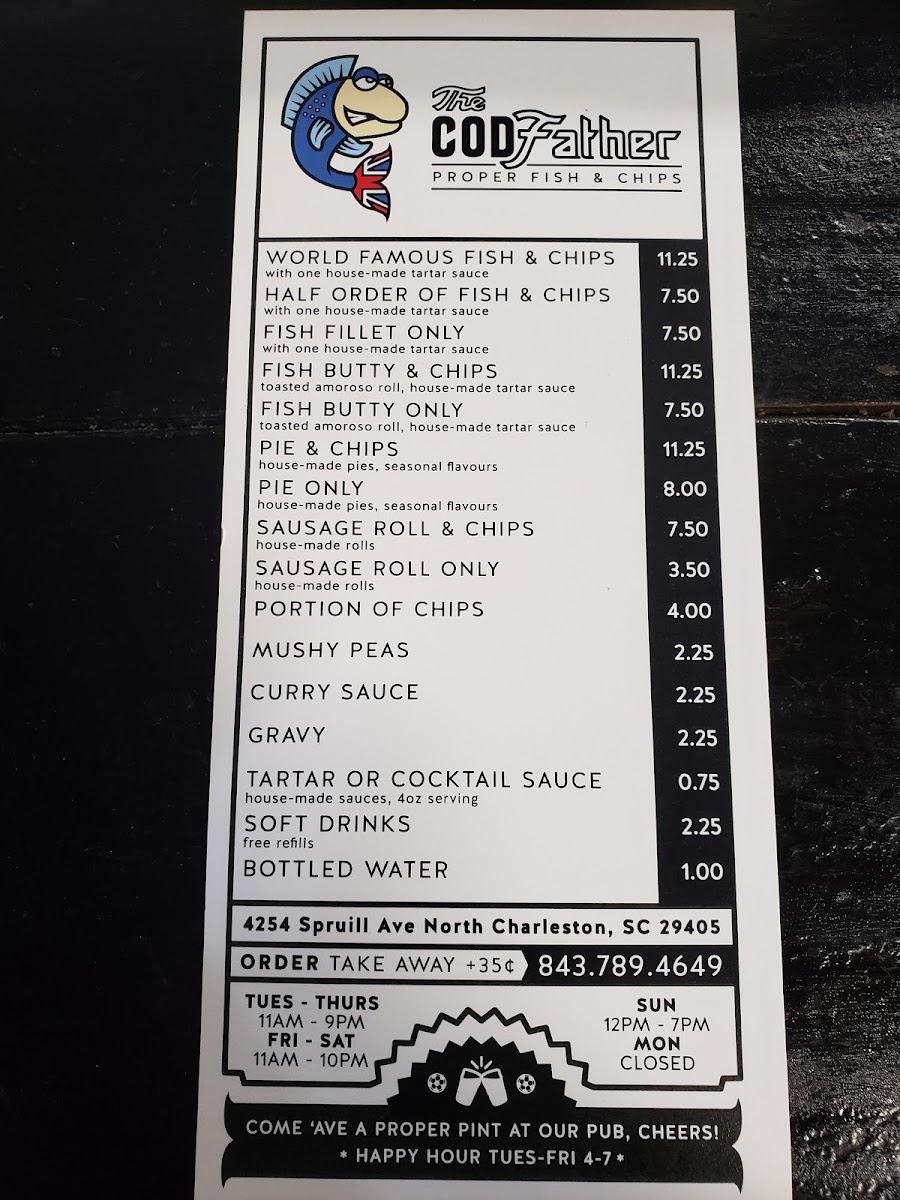 The
CODFather
PROPER FISH & CHIPS
WORLD FAMOUS FISH & CHIPS 11.25
with one house-made tartar sauce
HALF ORDER OF FISH & CHIPS 7.50
with one house-made tartar sauce
FISH FILLET ONLY 7.50
with one house-made tartar sauce
FISH BUTTY & CHIPS 11.25
toasted amoroso roll, house-made tartar sauce
FISH BUTTY ONLY 7.50
toasted amoroso roll, house-made tartar sauce
PIE & CHIPS 11.25
house-made pies, seasonal flavours
PIE ONLY 8.00
house-made pies, seasonal flavours
SAUSAGE ROLL & CHIPS 7.50
house-made rolls
SAUSAGE ROLL ONLY 3.50
house-made rolls
PORTION OF CHIPS 4.00
MUSHY PEAS 2.25
CURRY SAUCE 2.25
GRAVY 2.25
TARTAR OR COCKTAIL SAUCE 0.75
house-made sauces, 4oz serving
SOFT DRINKS 2.25
free refills
BOTTLED WATER 1.00
4254 Spruill Ave North Charleston, SC 29405
ORDER TAKE AWAY +35¢ 843.789.4649
TUES - THURS
11AM - 9PM
FRI - SAT
11AM - 10PM
SUN
12PM - 7PM
MON
CLOSED
COME 'AVE A PROPER PINT AT OUR PUB, CHEERS!
* HAPPY HOUR TUES-FRI 4-7 *